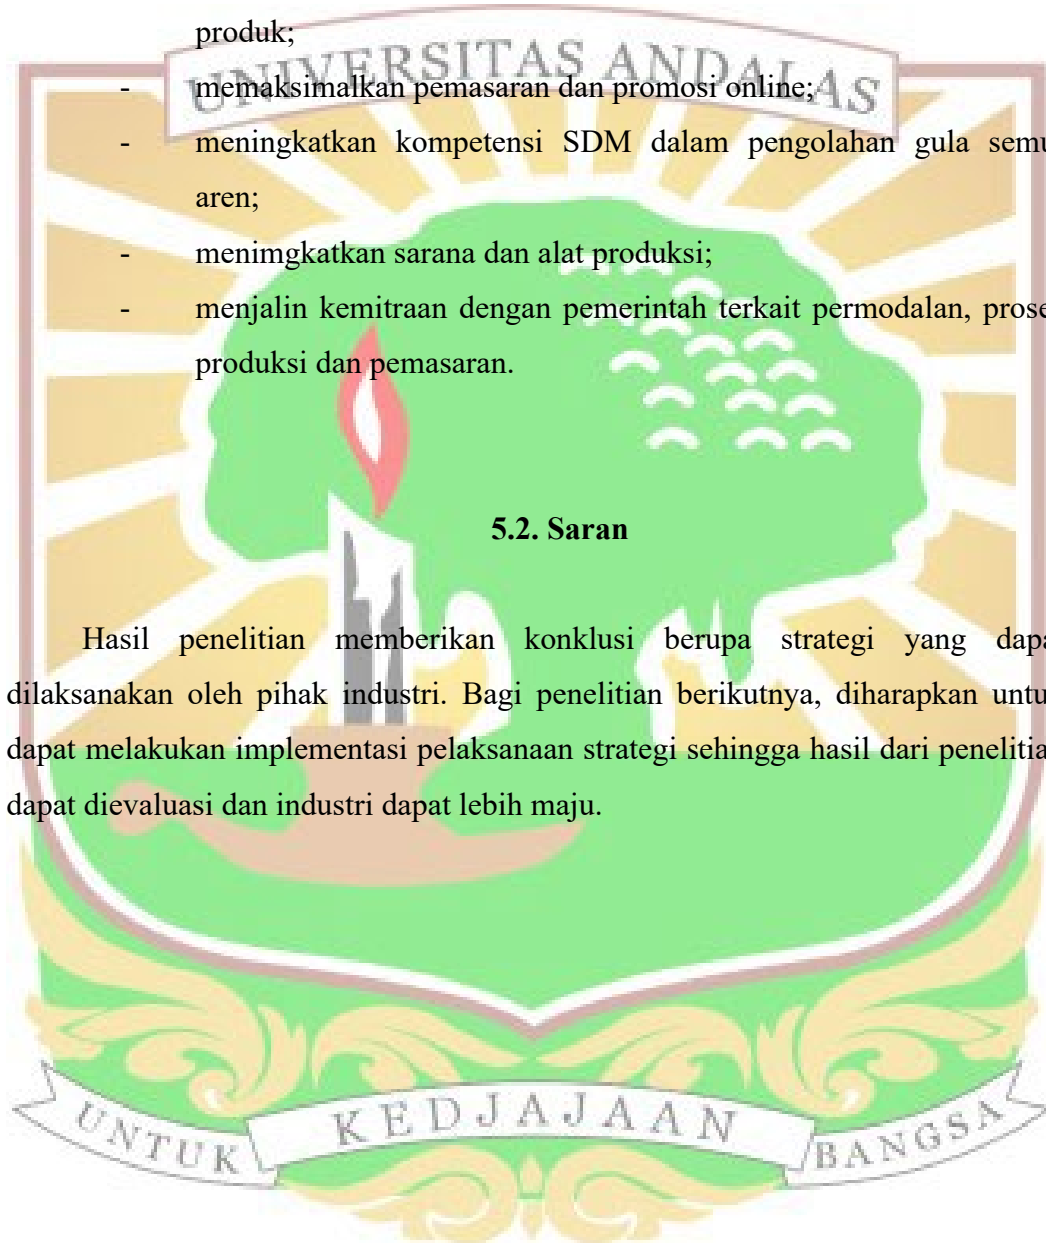 produk;
UNIVERSITAS ANDALAS
- memaksimalkan pemasaran dan promosi online;
- meningkatkan kompetensi SDM dalam pengolahan gula semu
aren;
- menimgkatkan sarana dan alat produksi;
- menjalin kemitraan dengan pemerintah terkait permodalan, prose
produksi dan pemasaran.
5.2. Saran
Hasil penelitian memberikan konklusi berupa strategi yang dapa
dilaksanakan oleh pihak industri. Bagi penelitian berikutnya, diharapkan untu
dapat melakukan implementasi pelaksanaan strategi sehingga hasil dari penelitia
dapat dievaluasi dan industri dapat lebih maju.
UNTUK KEDJAJAAN BANGSA